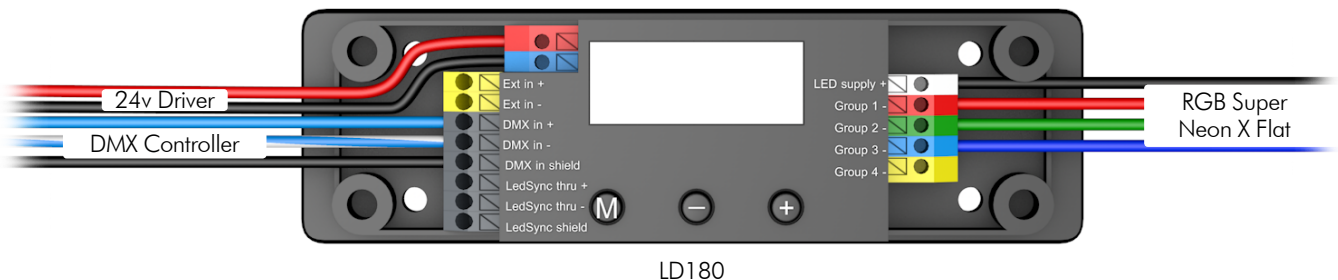 24v Driver
DMX Controller
Ext in +
Ext in -
DMX in +
DMX in -
DMX in shield
LedSync thru +
LedSync thru -
LedSync shield
M
−
+
LED supply +
Group 1 -
Group 2 -
Group 3 -
Group 4 -
RGB Super
Neon X Flat
LD180